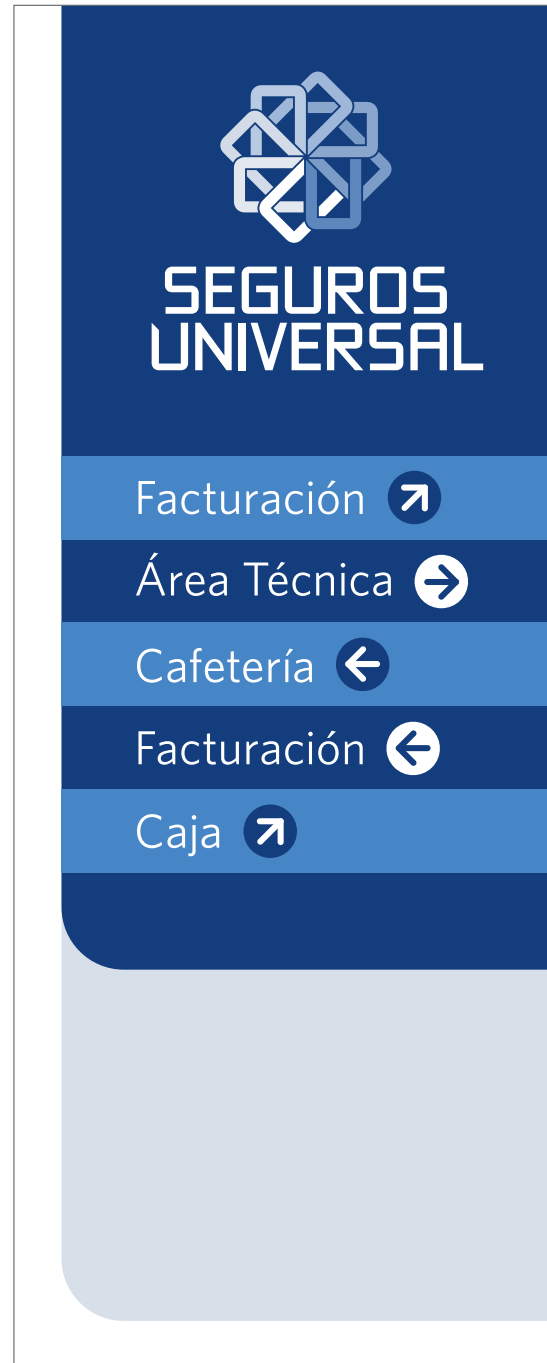 SEGUROS
UNIVERSAL
Facturación
Área Técnica
Cafetería
Facturación
Caja